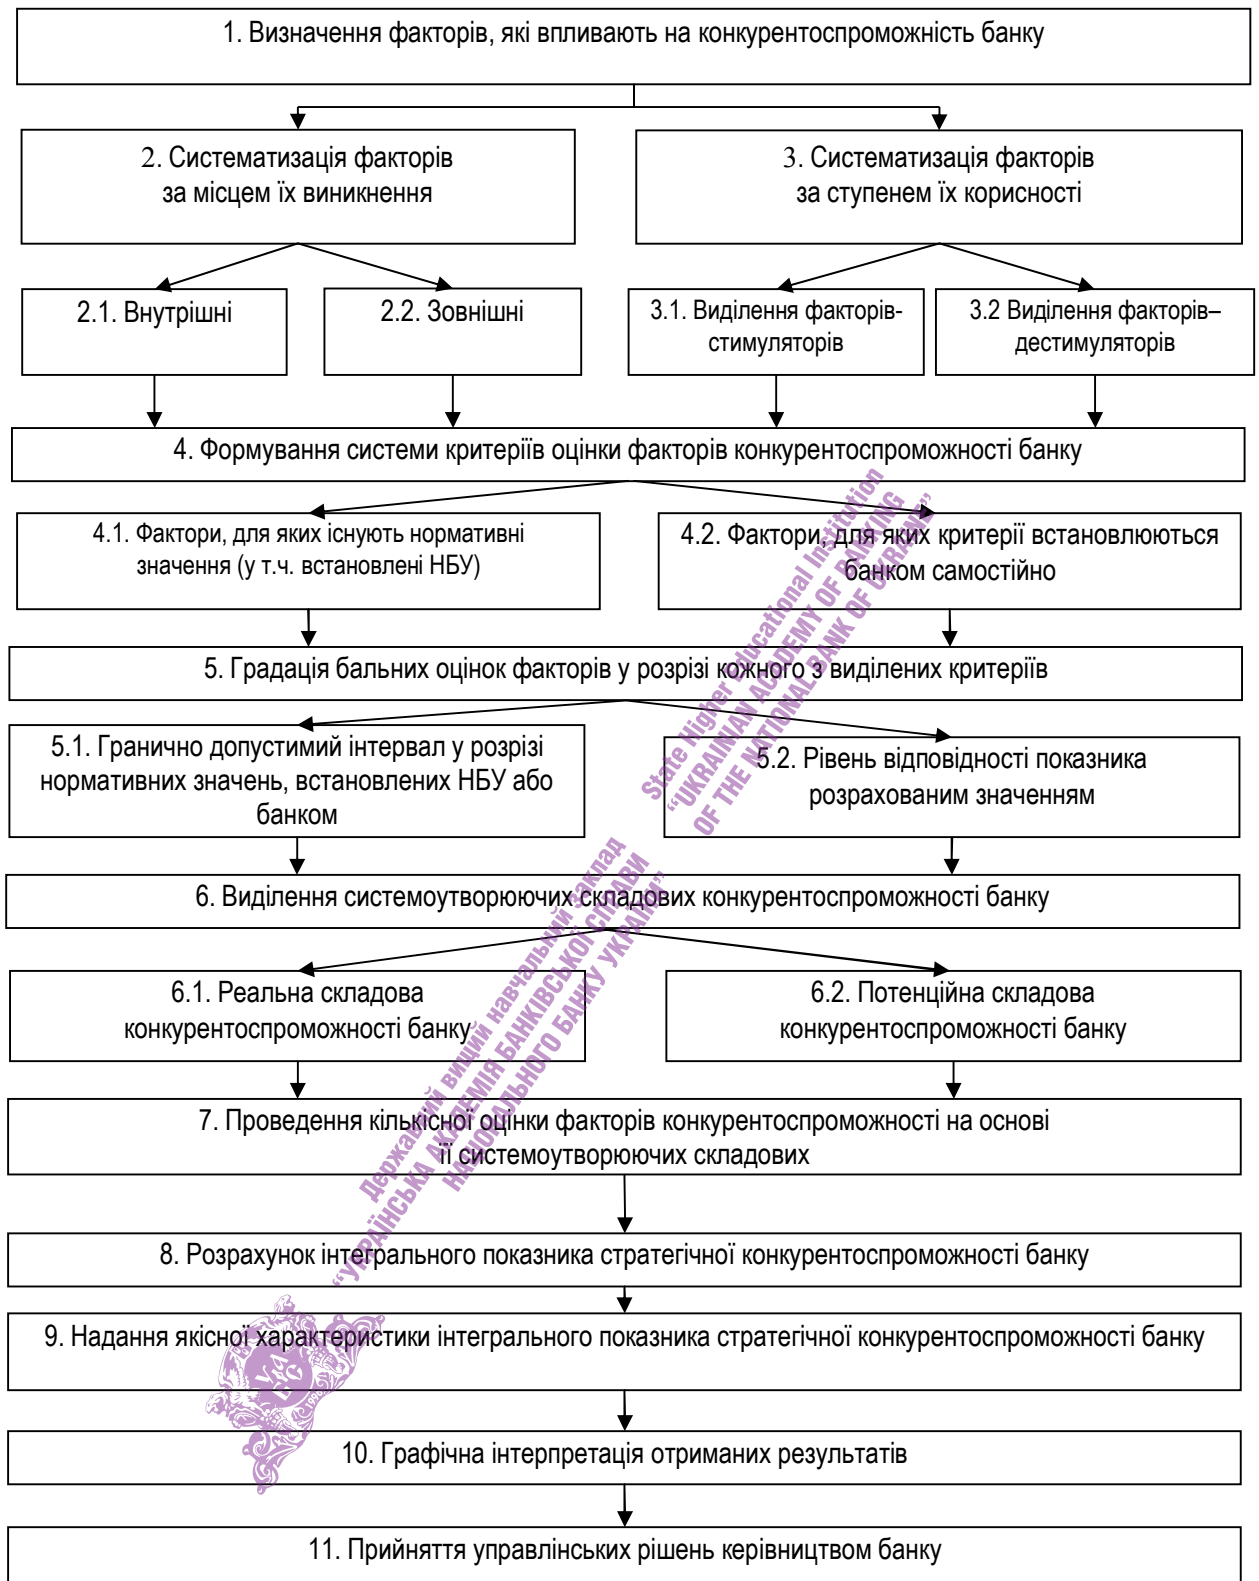 1. Визначення факторів, які впливають на конкурентоспроможність банку
2. Систематизація факторів
за місцем їх виникнення
3. Систематизація факторів
за ступенем їх корисності
2.1. Внутрішні
2.2. Зовнішні
3.1. Виділення факторів-
стимуляторів
3.2 Виділення факторів–
дестимуляторів
4. Формування системи критеріїв оцінки факторів конкурентоспроможності банку
4.1. Фактори, для яких існують нормативні
значення (у т.ч. встановлені НБУ)
4.2. Фактори, для яких критерії встановлюються
банком самостійно
5. Градація бальних оцінок факторів у розрізі кожного з виділених критеріїв
5.1. Гранично допустимий інтервал у розрізі
нормативних значень, встановлених НБУ або
банком
5.2. Рівень відповідності показника
розрахованим значенням
6. Виділення системоутворюючих складових конкурентоспроможності банку
6.1. Реальна складова
конкурентоспроможності банку
6.2. Потенційна складова
конкурентоспроможності банку
7. Проведення кількісної оцінки факторів конкурентоспроможності на основі
її системоутворюючих складових
8. Розрахунок інтегрального показника стратегічної конкурентоспроможності банку
9. Надання якісної характеристики інтегрального показника стратегічної конкурентоспроможності банку
10. Графічна інтерпретація отриманих результатів
11. Прийняття управлінських рішень керівництвом банку
Державний вищий навчальний заклад
“УКРАЇНСЬКА АКАДЕМІЯ БАНКІВСЬКОЇ СПРАВИ
НАЦІОНАЛЬНОГО БАНКУ УКРАЇНИ”
State Higher Educational Institution
“UKRAINIAN ACADEMY OF BANKING
OF THE NATIONAL BANK OF UKRAINE”